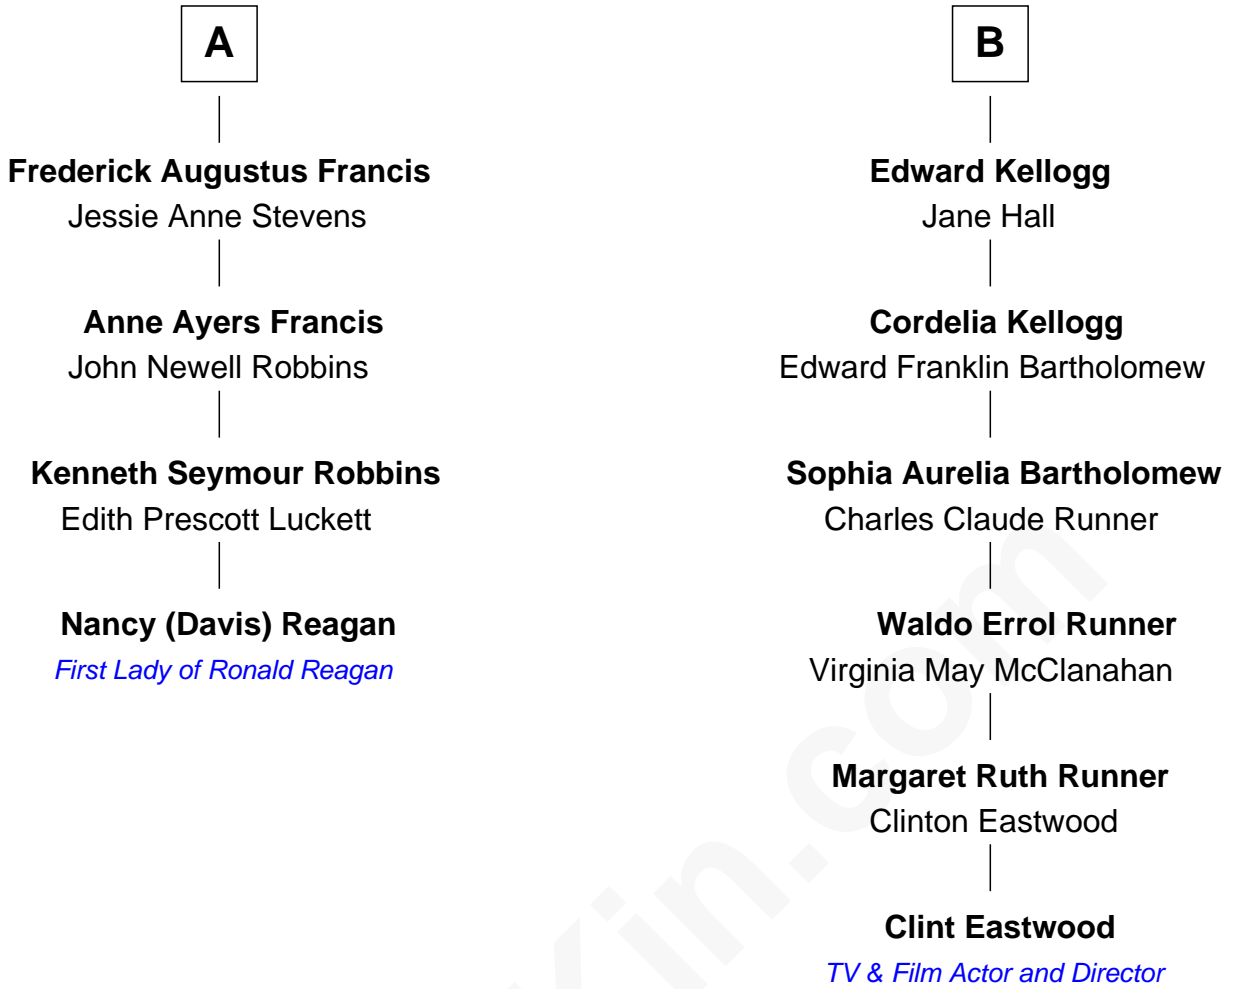 A
Frederick Augustus Francis
Jessie Anne Stevens
Anne Ayers Francis
John Newell Robbins
Kenneth Seymour Robbins
Edith Prescott Luckett
Nancy (Davis) Reagan
First Lady of Ronald Reagan
B
Edward Kellogg
Jane Hall
Cordelia Kellogg
Edward Franklin Bartholomew
Sophia Aurelia Bartholomew
Charles Claude Runner
Waldo Errol Runner
Virginia May McClanahan
Margaret Ruth Runner
Clinton Eastwood
Clint Eastwood
TV & Film Actor and Director
Kin.com